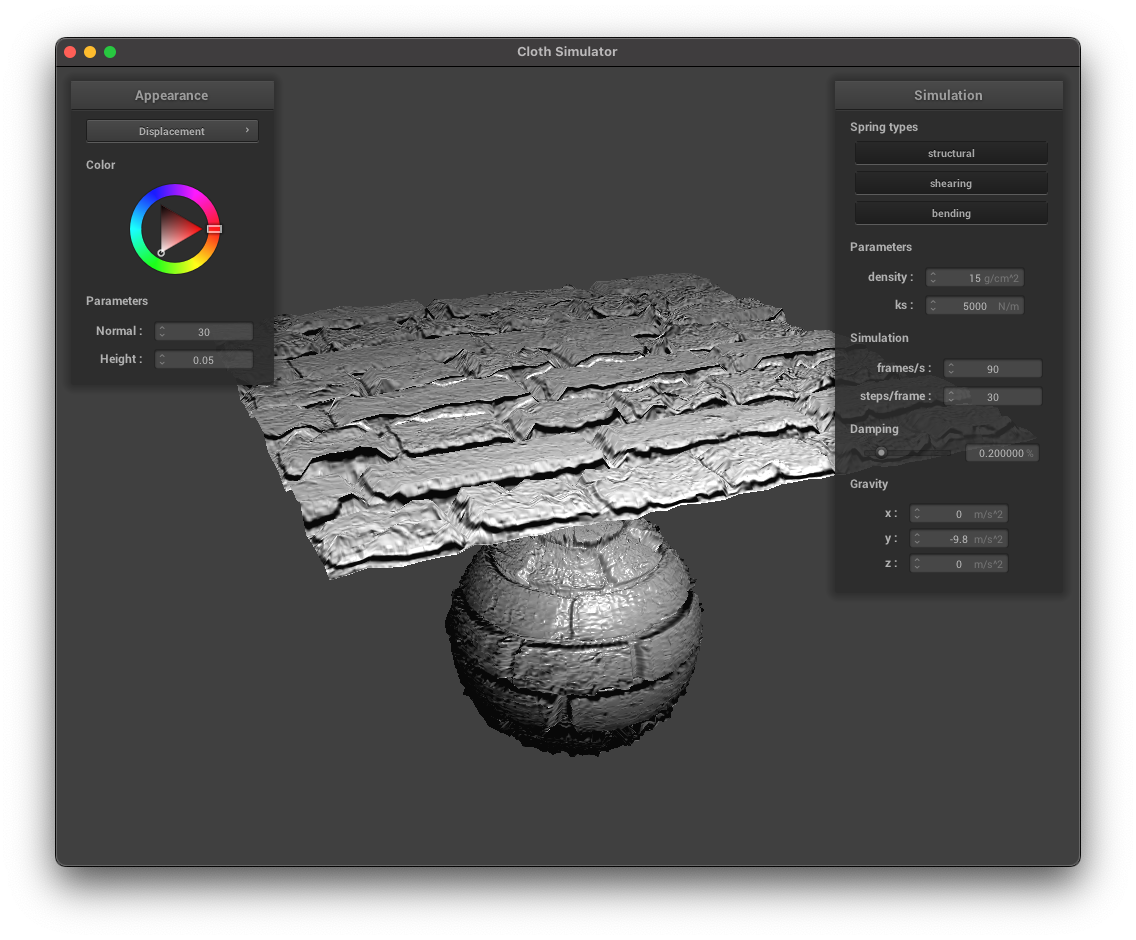 Cloth Simulator
Appearance
Displacement
Color
Parameters
Normal : 30
Height : 0.05
Simulation
Spring types
structural
shearing
bending
Parameters
density : 15 g/cm^2
ks : 5000 N/m
Simulation
frames/s : 90
steps/frame : 30
Damping
0.200000 %
Gravity
x : 0 m/s^2
y : -9.8 m/s^2
z : 0 m/s^2